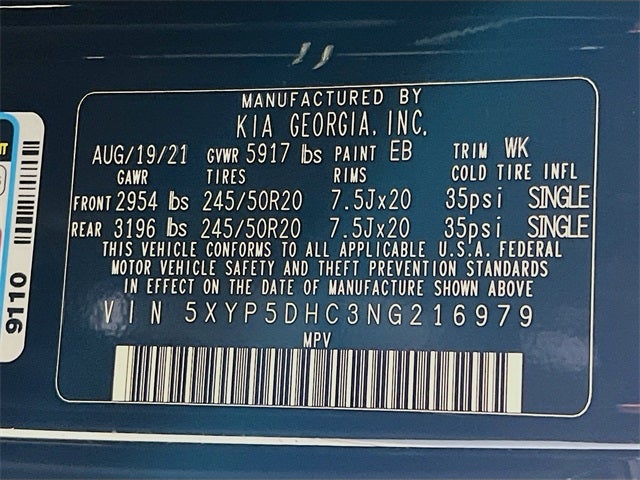 MANUFACTURED BY
KIA GEORGIA, INC.
AUG/19/21 GVWR 5917 lbs PAINT EB TRIM WK
GAWR TIRES RIMS COLD TIRE INFL
FRONT 2954 lbs 245/50R20 7.5Jx20 35psi SINGLE
REAR 3196 lbs 245/50R20 7.5Jx20 35psi SINGLE
THIS VEHICLE CONFORMS TO ALL APPLICABLE U.S.A. FEDERAL
MOTOR VEHICLE SAFETY AND THEFT PREVENTION STANDARDS
IN EFFECT ON THE DATE OF MANUFACTURE SHOWN ABOVE
VIN 5XYP5DHC3NG216979
MPV
9110